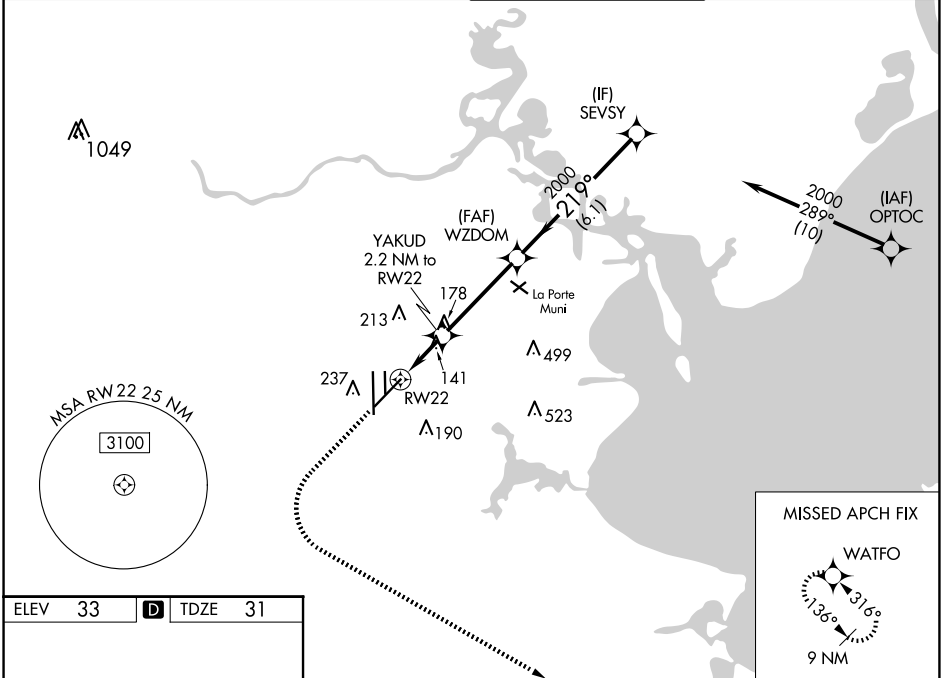 1049
(IF)
SEVSY
2000
219°
(6.1)
2000
289°
(10)
(IAF)
OPTOC
(FAF)
WZDOM
YAKUD
2.2 NM to
RW22
La Porte
Muni
178
213
499
141
237
RW22
523
190
MSA RW 22 25 NM
3100
MISSED APCH FIX
WATFO
136°
316°
9 NM
ELEV 33 D TDZE 31